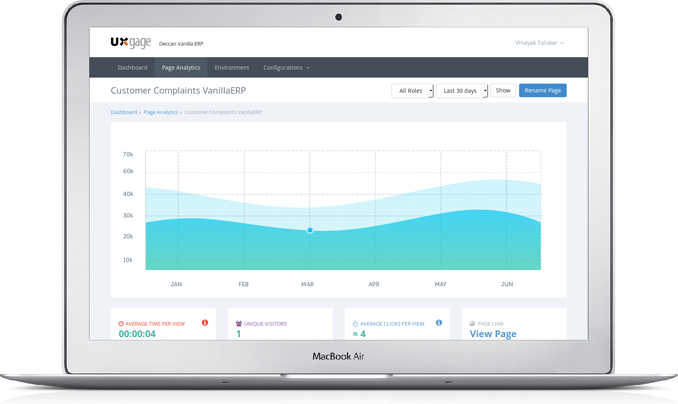 UXgage Deccan Vanilla ERP Vinayak Talukar
Dashboard Page Analytics Environment Configurations
Customer Complaints VanillaERP All Roles Last 30 days Show Rename Page
Dashboard » Page Analytics » Customer Complaints VanillaERP
70k
60k
40k
30k
20k
10k
JAN FEB MAR APR MAY JUN
AVERAGE TIME PER VIEW UNIQUE VISITORS AVERAGE CLICKS PER VIEW PAGE LINK
00:00:04 1 ≈ 4 View Page
MacBook Air